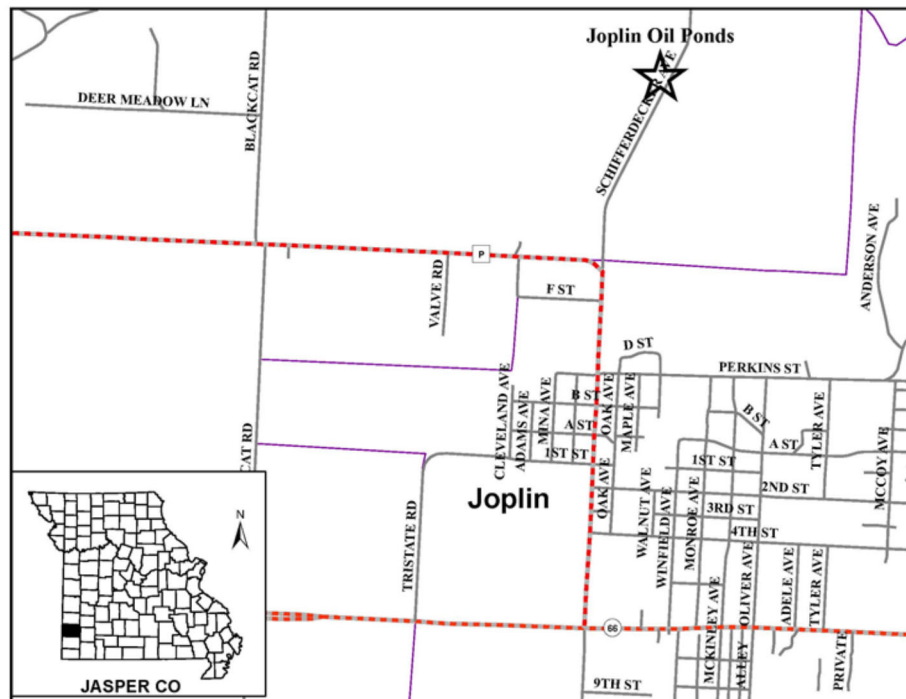 Joplin Oil Ponds
DEER MEADOW LN
BLACKCAT RD
SCHIFFERDECKER AVE
ANDERSON AVE
P
VALVE RD
F ST
D ST
PERKINS ST
CLEVELAND AVE
ADAMS AVE
MINA AVE
B ST
OAK AVE
MAPLE AVE
B ST
A ST
A ST
TYLER AVE
1ST ST
1ST ST
MCCOY AVE
CAT RD
Joplin
OAK AVE
2ND ST
WALNUT AVE
WINFIELD AVE
MONROE AVE
3RD ST
4TH ST
N
TRISTATE RD
MCKINLEY AVE
ALLEY
OLIVER AVE
ADELE AVE
TYLER AVE
66
PRIVATE
9TH ST
JASPER CO